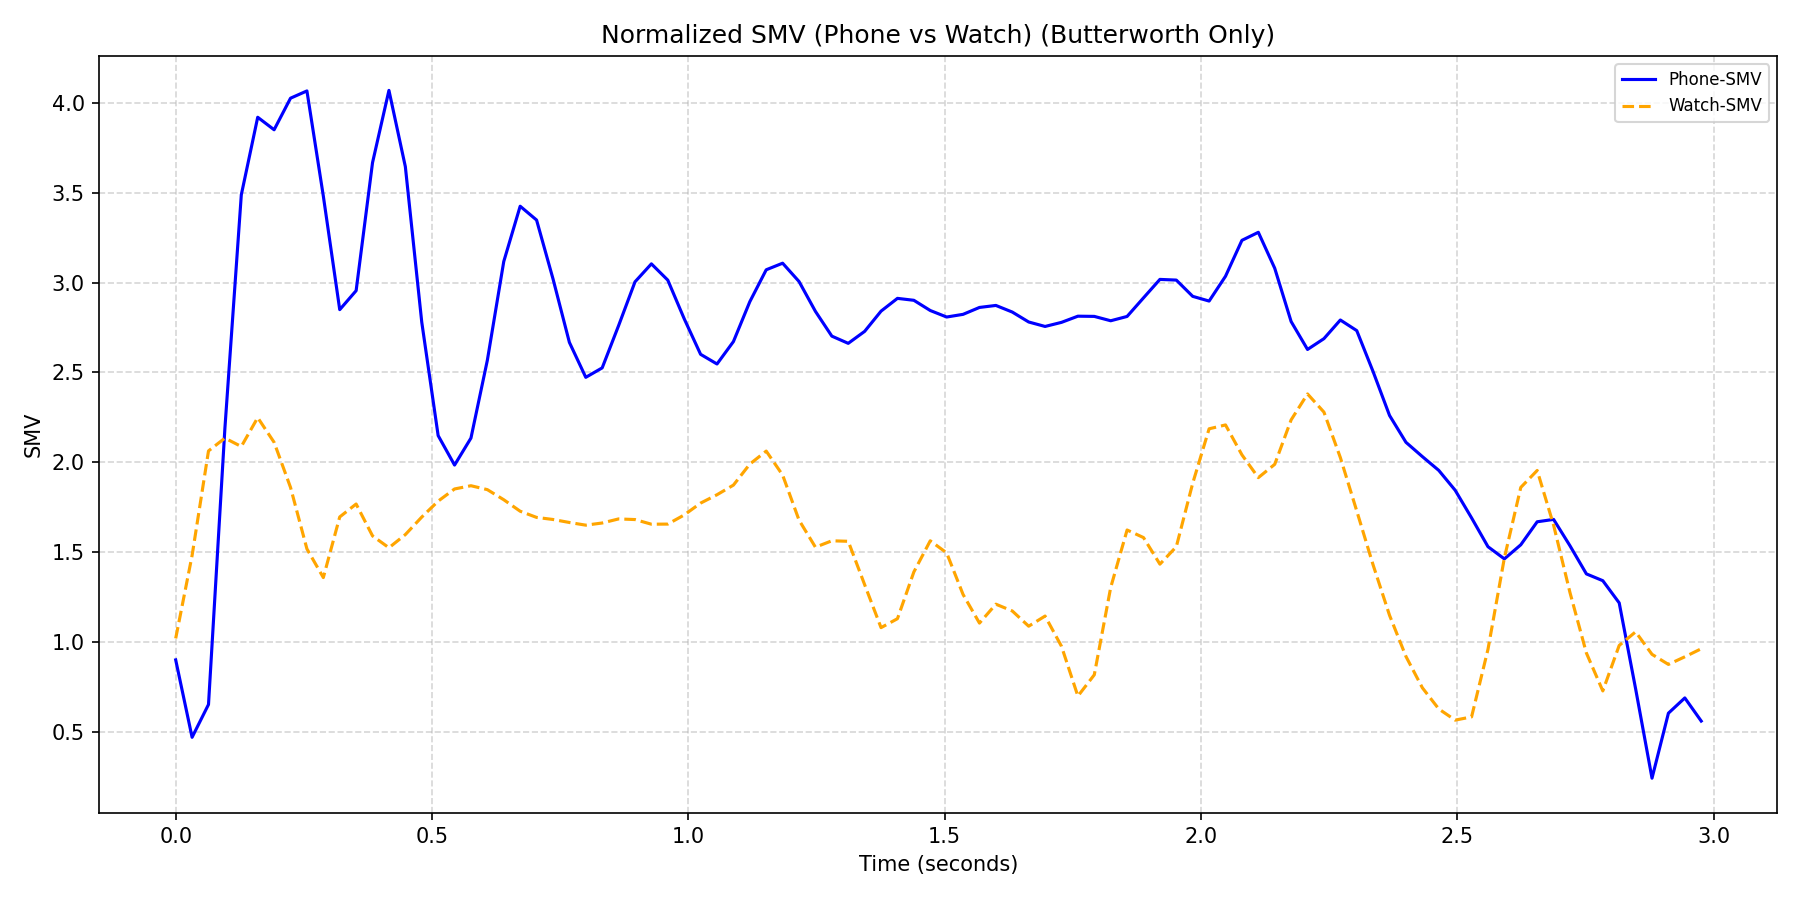 Normalized SMV (Phone vs Watch) (Butterworth Only)
Phone-SMV
Watch-SMV
SMV
4.0
3.5
3.0
2.5
2.0
1.5
1.0
0.5
0.0 0.5 1.0 1.5 2.0 2.5 3.0
Time (seconds)